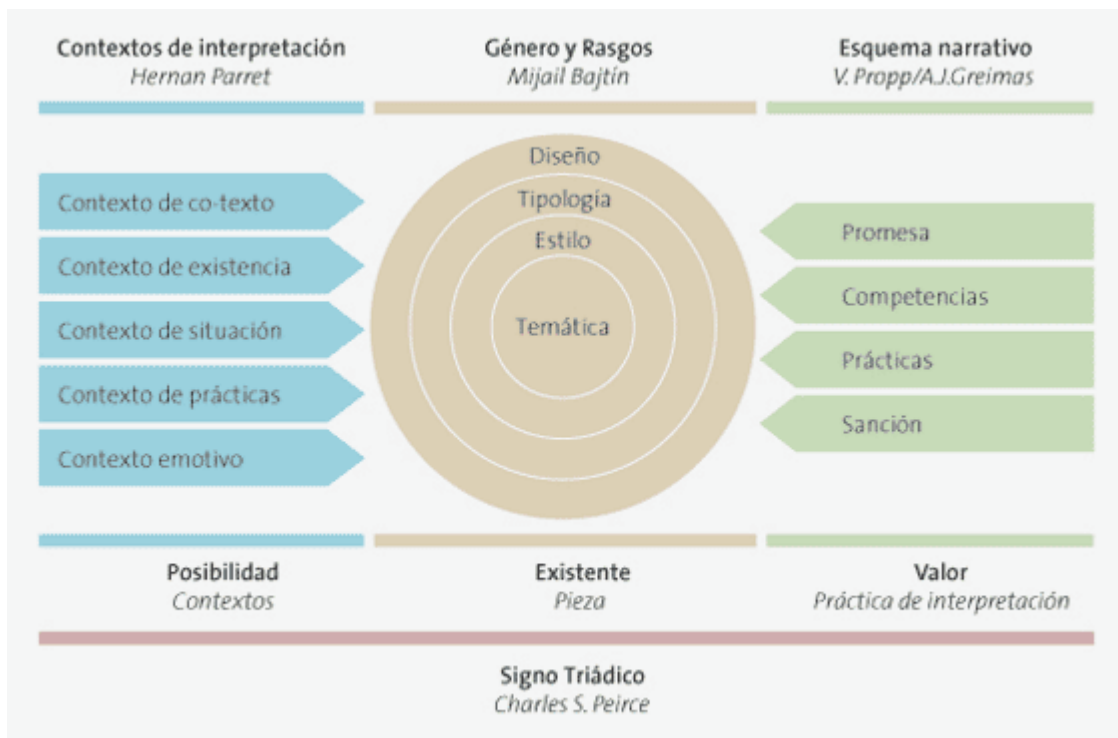 Contextos de interpretación
Hernan Parret
Género y Rasgos
Mijail Bajtín
Esquema narrativo
V. Propp/A.J.Greimas
Contexto de co-texto
Contexto de existencia
Contexto de situación
Contexto de prácticas
Contexto emotivo
Diseño
Tipología
Estilo
Temática
Promesa
Competencias
Prácticas
Sanción
Posibilidad
Contextos
Existente
Pieza
Valor
Práctica de interpretación
Signo Triádico
Charles S. Peirce